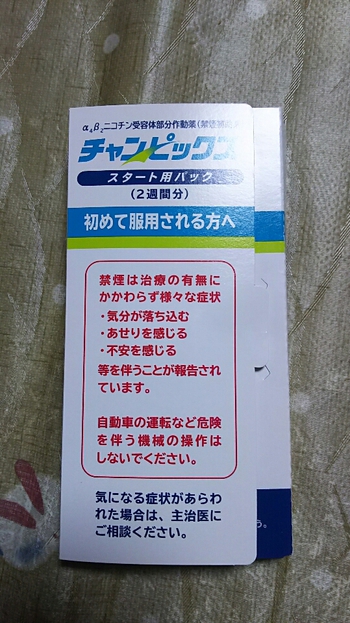 α₄β₂ニコチン受容体部分作動薬(禁煙補助薬)
チャンピックス
スタート用パック
(2週間分)
初めて服用される方へ
禁煙は治療の有無に
かかわらず様々な症状
・気分が落ち込む
・あせりを感じる
・不安を感じる
等を伴うことが報告され
ています。
自動車の運転など危険
を伴う機械の操作は
しないでください。
気になる症状があらわ
れた場合は、主治医に
ご相談ください。
う。